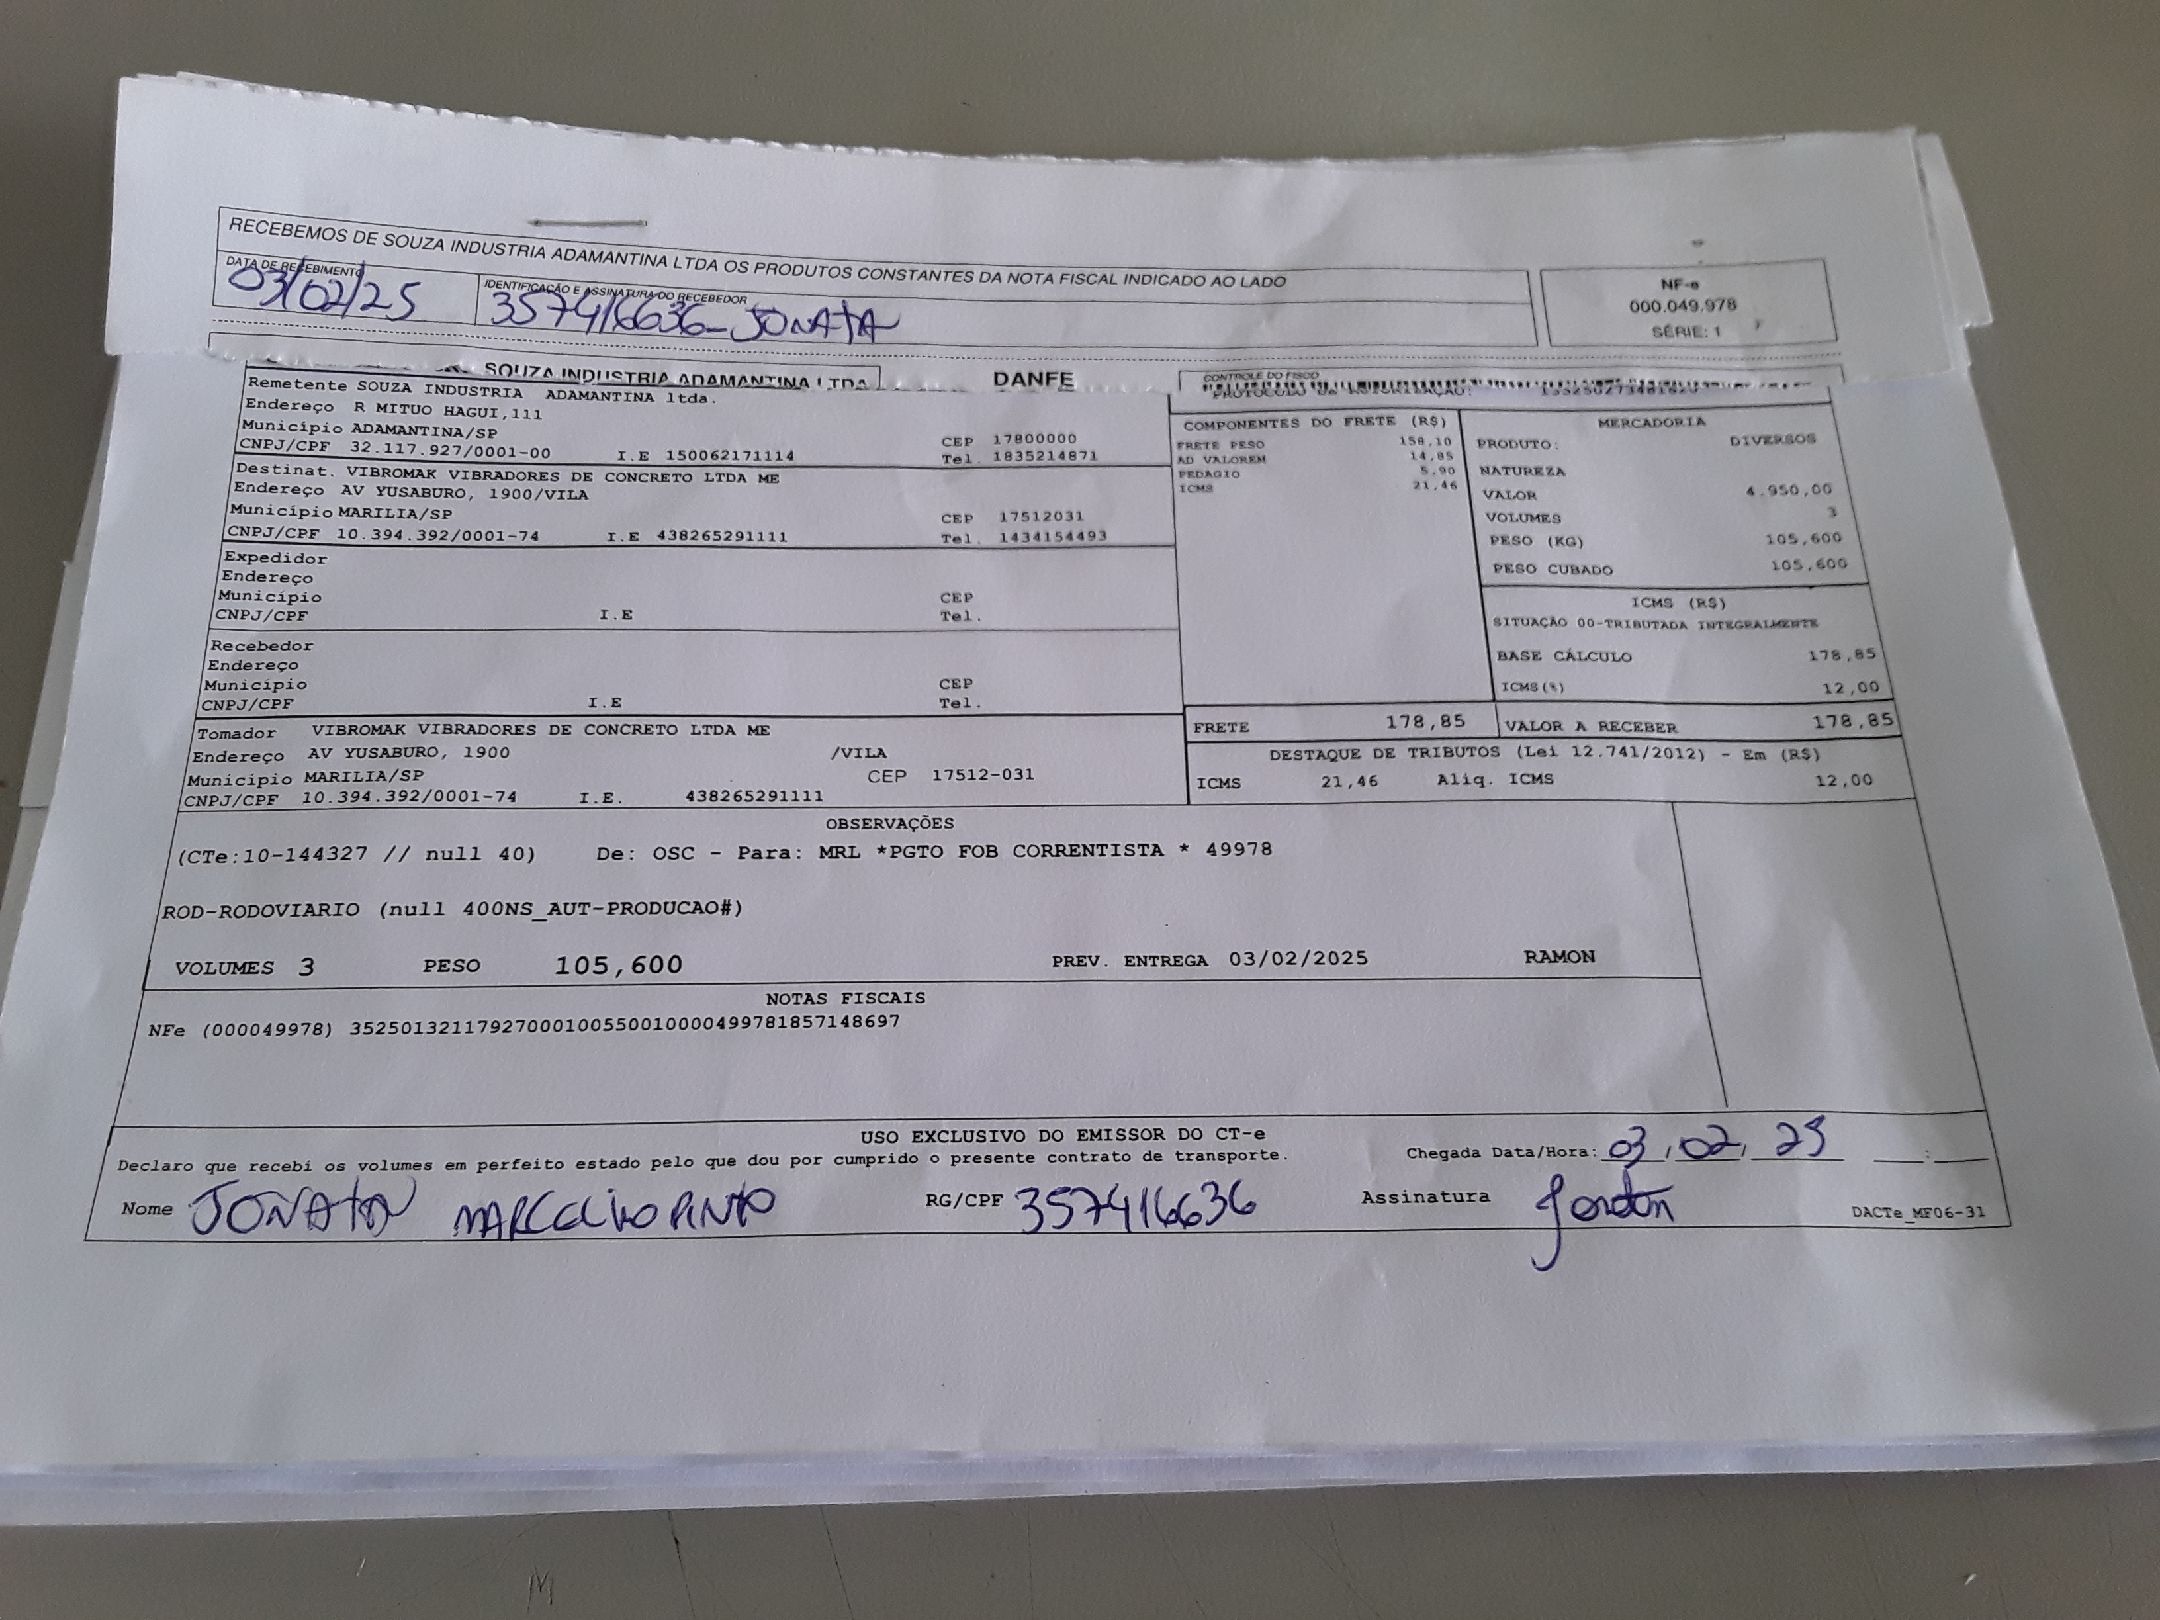 RECEBEMOS DE SOUZA INDUSTRIA ADAMANTINA LTDA OS PRODUTOS CONSTANTES DA NOTA FISCAL INDICADO AO LADO
DATA DE RECEBIMENTO
03/02/25
IDENTIFICAÇÃO E ASSINATURA DO RECEBEDOR
357416636 - JONATA
NF-e
000.049.978
SÉRIE: 1
SOUZA INDUSTRIA ADAMANTINA LTDA
DANFE
CONTROLE DO FISCO
PROTOCOLO DE AUTORIZAÇÃO:
Remetente SOUZA INDUSTRIA ADAMANTINA ltda.
Endereço R MITUO HAGUI,111
Município ADAMANTINA/SP CEP 17800000
CNPJ/CPF 32.117.927/0001-00 I.E 150062171114 Tel. 1835214871
Destinat. VIBROMAK VIBRADORES DE CONCRETO LTDA ME
Endereço AV YUSABURO, 1900/VILA
Município MARILIA/SP CEP 17512031
CNPJ/CPF 10.394.392/0001-74 I.E 438265291111 Tel. 1434154493
Expedidor
Endereço
Município CEP
CNPJ/CPF I.E Tel.
Recebedor
Endereço
Município CEP
CNPJ/CPF I.E Tel.
Tomador VIBROMAK VIBRADORES DE CONCRETO LTDA ME
Endereço AV YUSABURO, 1900 /VILA
Município MARILIA/SP CEP 17512-031
CNPJ/CPF 10.394.392/0001-74 I.E. 438265291111
COMPONENTES DO FRETE (R$)
FRETE PESO 158,10
AD VALOREM 14,85
PEDAGIO 5,90
ICMS 21,46
MERCADORIA
PRODUTO: DIVERSOS
NATUREZA
VALOR 4.950,00
VOLUMES 3
PESO (KG) 105,600
PESO CUBADO 105,600
ICMS (R$)
SITUAÇÃO 00-TRIBUTADA INTEGRALMENTE
BASE CÁLCULO 178,85
ICMS(%) 12,00
FRETE 178,85 VALOR A RECEBER 178,85
DESTAQUE DE TRIBUTOS (Lei 12.741/2012) - Em (R$)
ICMS 21,46 Aliq. ICMS 12,00
OBSERVAÇÕES
(CTe:10-144327 // null 40) De: OSC - Para: MRL *PGTO FOB CORRENTISTA * 49978
ROD-RODOVIARIO (null 400NS_AUT-PRODUCAO#)
VOLUMES 3 PESO 105,600 PREV. ENTREGA 03/02/2025 RAMON
NOTAS FISCAIS
NFe (000049978) 35250132117927000100550010000499781857148697
USO EXCLUSIVO DO EMISSOR DO CT-e
Declaro que recebi os volumes em perfeito estado pelo que dou por cumprido o presente contrato de transporte.
Chegada Data/Hora: 03/02/25 __:__
Nome JONATA MARCELINO PINTO RG/CPF 357416636 Assinatura
DACTe_MF06-31